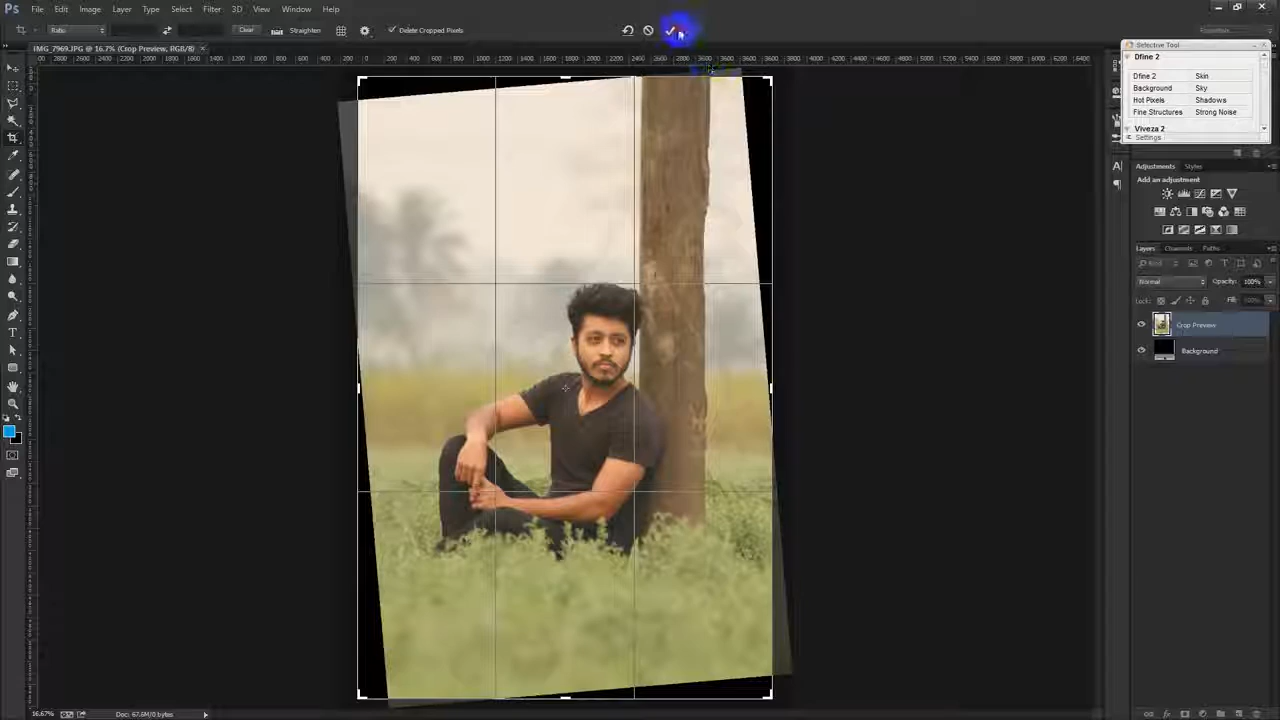 Ps File Edit Image Layer Type Select Filter 3D View Window Help
Ratio Clear Straighten Delete Cropped Pixels Essentials
IMG_7969.JPG @ 16.7% (Crop Preview, RGB/8) ×
Selective Tool
Dfine 2
Dfine 2 Skin
Background Sky
Hot Pixels Shadows
Fine Structures Strong Noise
Viveza 2
Settings
Adjustments Styles
Add an adjustment
Layers Channels Paths
Kind
Normal Opacity: 100%
Lock: Fill: 100%
Crop Preview
Background
16.67% Doc: 67.6M/0 bytes